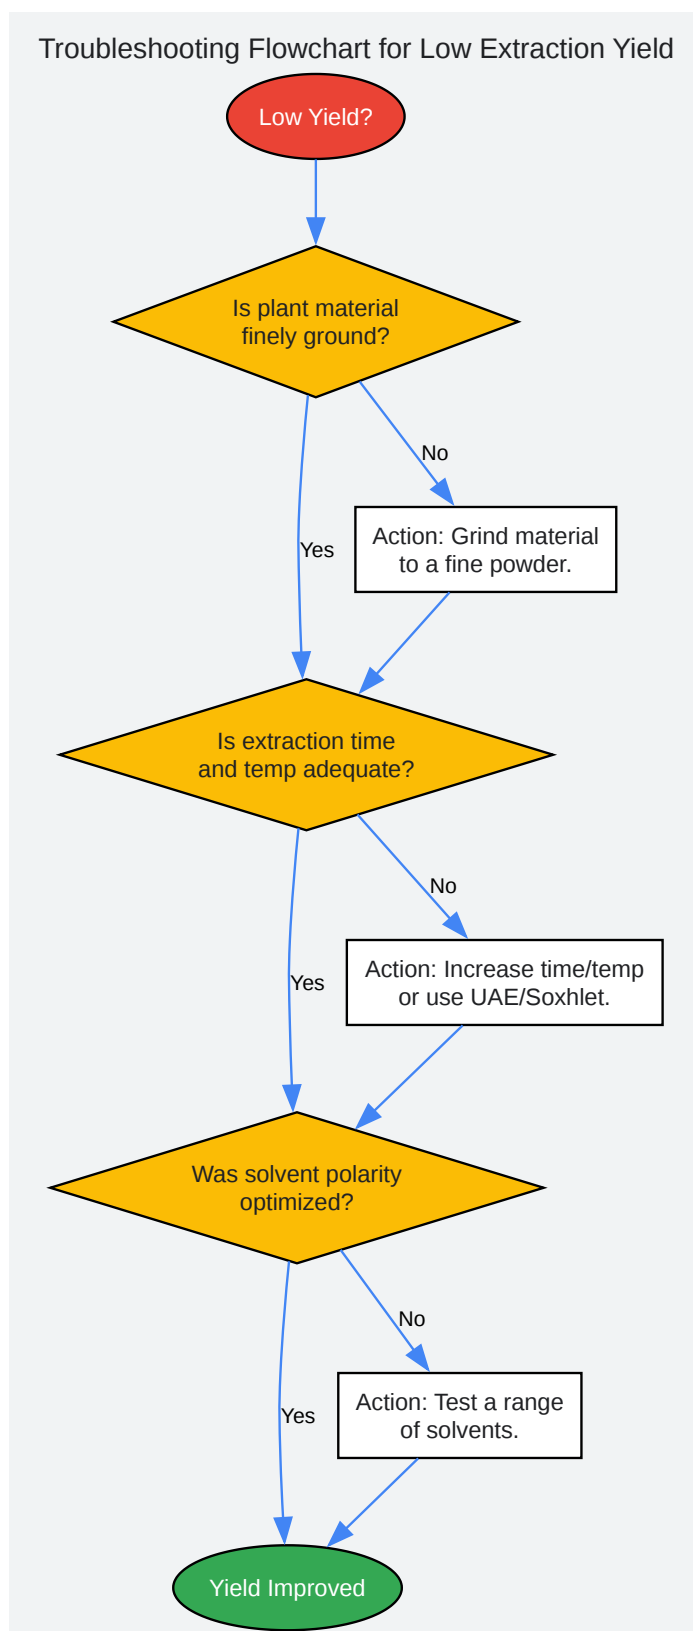 Troubleshooting Flowchart for Low Extraction Yield
Low Yield?
Is plant material
finely ground?
No
Action: Grind material
to a fine powder.
Yes
Is extraction time
and temp adequate?
No
Action: Increase time/temp
or use UAE/Soxhlet.
Yes
Was solvent polarity
optimized?
No
Action: Test a range
of solvents.
Yes
Yield Improved